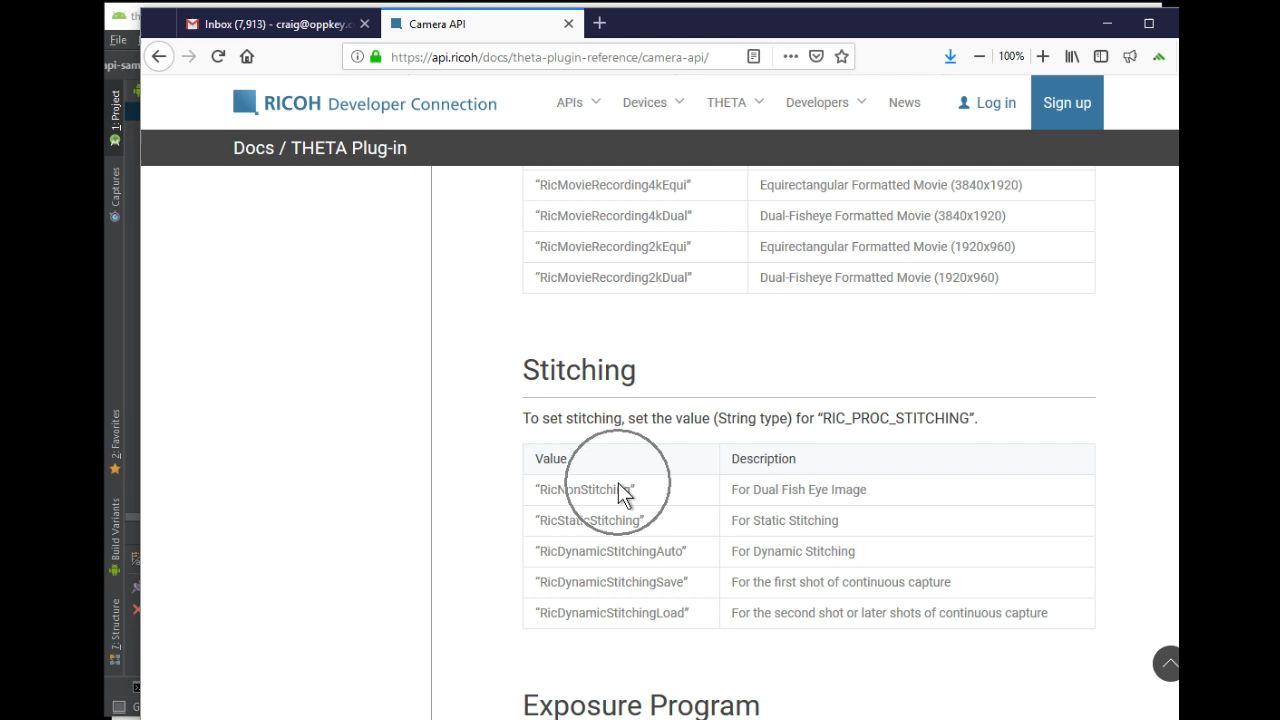 Inbox (7,913) - craig@oppkey.c
Camera API
File
https://api.ricoh/docs/theta-plugin-reference/camera-api/
100%
api-sam
RICOH Developer Connection
APIs
Devices
THETA
Developers
News
Log in
Sign up
Docs / THETA Plug-in
1: Project
Captures
2: Favorites
Build Variants
7: Structure
"RicMovieRecording4kEqui" Equirectangular Formatted Movie (3840x1920)
"RicMovieRecording4kDual" Dual-Fisheye Formatted Movie (3840x1920)
"RicMovieRecording2kEqui" Equirectangular Formatted Movie (1920x960)
"RicMovieRecording2kDual" Dual-Fisheye Formatted Movie (1920x960)
Stitching
To set stitching, set the value (String type) for "RIC_PROC_STITCHING".
Value Description
"RicNonStitching" For Dual Fish Eye Image
"RicStaticStitching" For Static Stitching
"RicDynamicStitchingAuto" For Dynamic Stitching
"RicDynamicStitchingSave" For the first shot of continuous capture
"RicDynamicStitchingLoad" For the second shot or later shots of continuous capture
Exposure Program